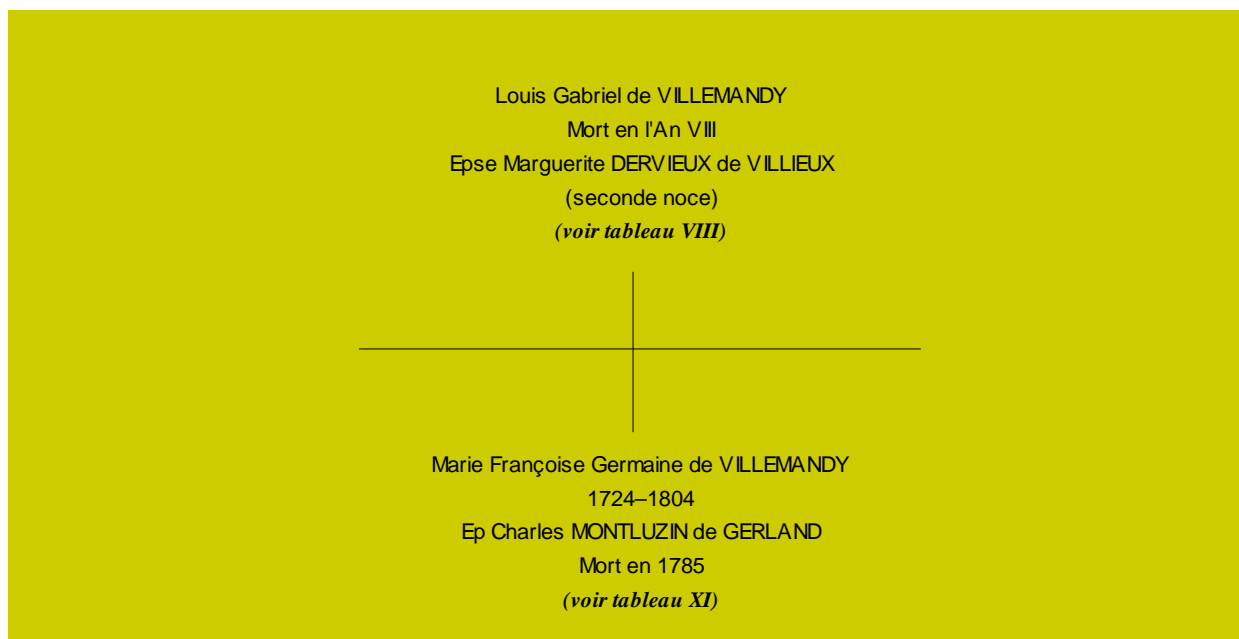 Louis Gabriel de VILLEMANDY
Mort en l'An VIII
Epse Marguerite DERVIEUX de VILLIEUX
(seconde noce)
(voir tableau VIII)
Marie Françoise Germaine de VILLEMANDY
1724–1804
Ep Charles MONTLUZIN de GERLAND
Mort en 1785
(voir tableau XI)